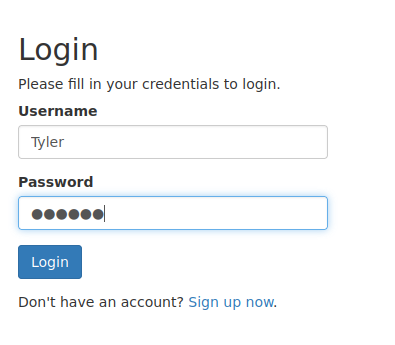 Login
Please fill in your credentials to login.
Username
Tyler
Password
●●●●●●
Login
Don't have an account? Sign up now.